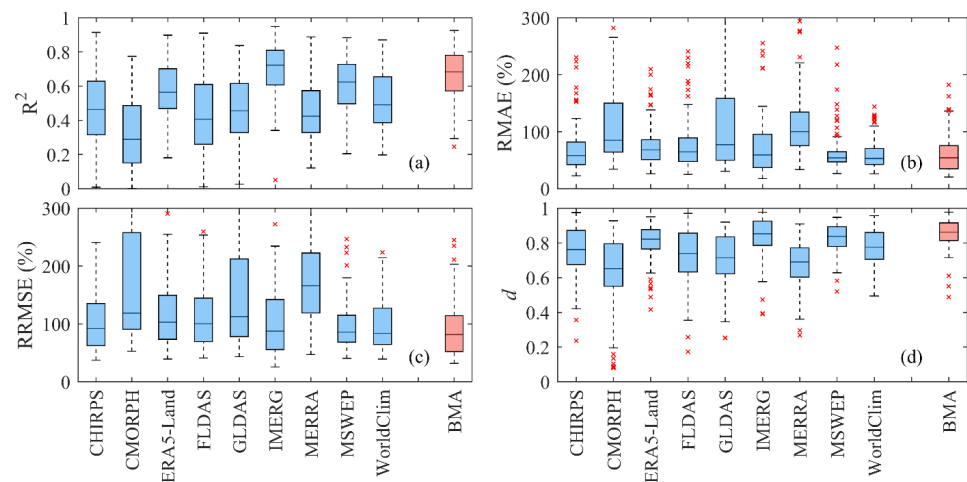 1
0.8
0.6
0.4
0.2
0
R²
(a)
300
200
100
0
RMAE (%)
(b)
300
200
100
0
RRMSE (%)
(c)
CHIRPS
CMORPH
ERA5-Land
FLDAS
GLDAS
IMERG
MERRA
MSWEP
WorldClim
BMA
1
0.8
0.6
0.4
0.2
0
d
(d)
CHIRPS
CMORPH
ERA5-Land
FLDAS
GLDAS
IMERG
MERRA
MSWEP
WorldClim
BMA